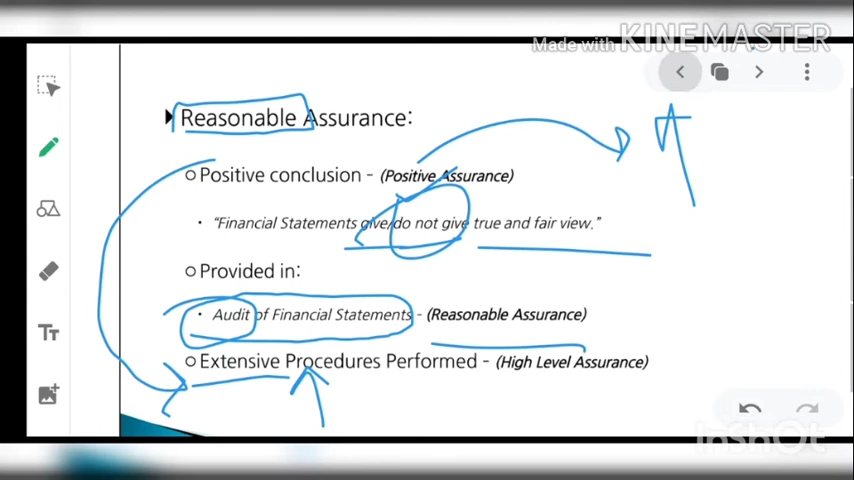 Made with KINEMASTER
Reasonable Assurance:
Positive conclusion - (Positive Assurance)
"Financial Statements give/do not give true and fair view."
Provided in:
Audit of Financial Statements - (Reasonable Assurance)
Extensive Procedures Performed - (High Level Assurance)
Tт
InShOt